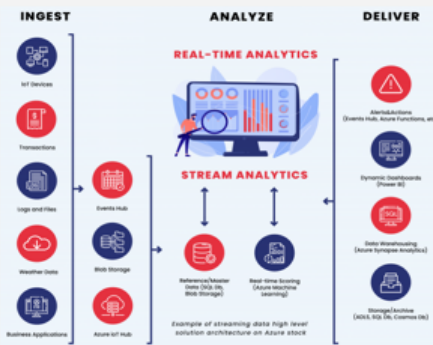 INGEST
ANALYZE
DELIVER
REAL-TIME ANALYTICS
IoT Devices
Transactions
Logs and Files
Weather Data
Business Applications
Events Hub
Blob Storage
Azure IoT Hub
STREAM ANALYTICS
Reference/Master
Data (SQL Db,
Blob Storage)
Real-time Scoring
(Azure Machine
Learning)
Example of streaming data high level
solution architecture on Azure stack
Alerts&Actions
(Events Hub, Azure Functions, etc
Dynamic Dashboards
(Power BI)
Data Warehousing
(Azure Synapse Analytics)
Storage/Archive
(ADLS, SQL Db, Cosmos Db)